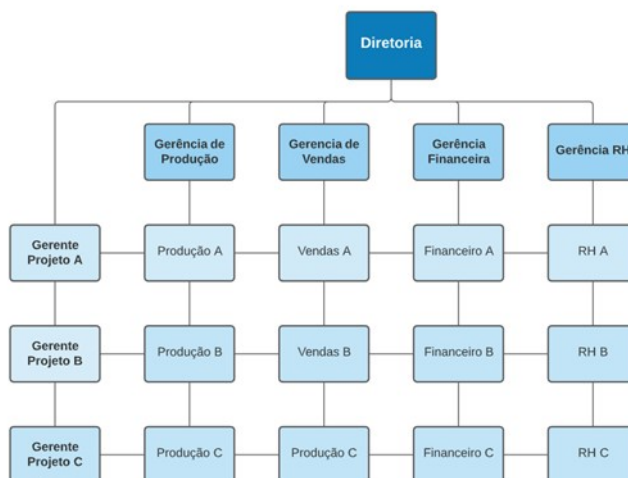 Diretoria
Gerência de
Produção
Gerencia de
Vendas
Gerência
Financeira
Gerência RH
Gerente
Projeto A
Produção A
Vendas A
Financeiro A
RH A
Gerente
Projeto B
Produção B
Vendas B
Financeiro B
RH B
Gerente
Projeto C
Produção C
Produção C
Financeiro C
RH C